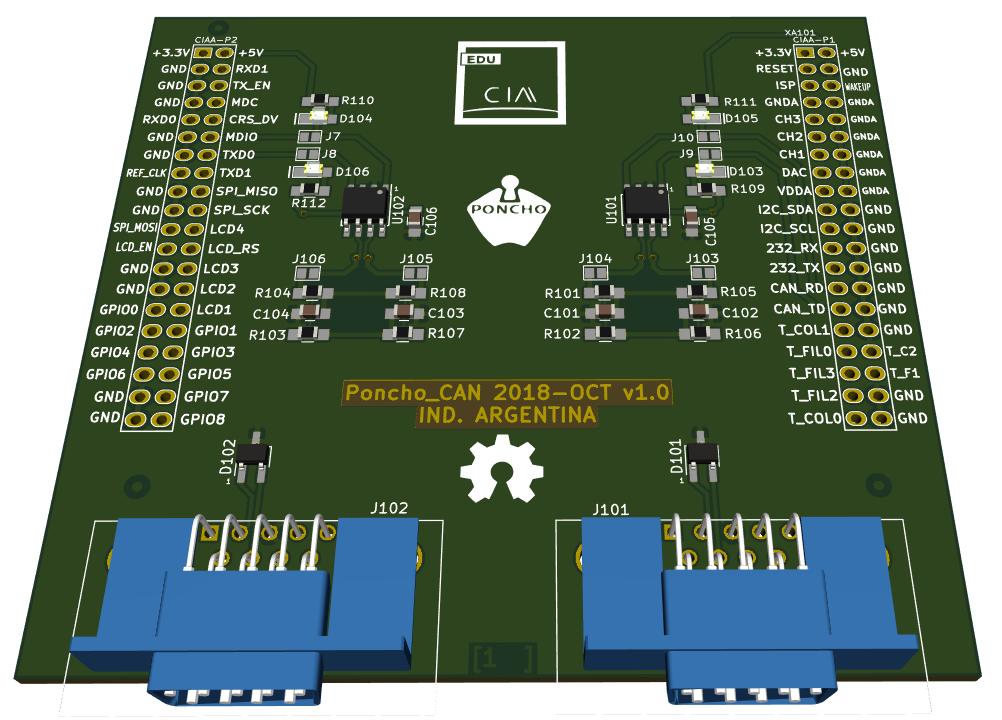 XA101
CIAA-P2
CIAA-P1
+3.3V +5V
GND RXD1
GND TX_EN
GND MDC
RXD0 CRS_DV
GND MDIO
GND TXD0
REF_CLK TXD1
GND SPI_MISO
GND SPI_SCK
SPI_MOSI LCD4
LCD_EN LCD_RS
GND LCD3
GND LCD2
GPIO0 LCD1
GPIO2 GPIO1
GPIO4 GPIO3
GPIO6 GPIO5
GND GPIO7
GND GPIO8
R110
D104
J7
J8
D106
R112
1
U102
C106
J106 J105
R104 R108
C104 C103
R103 R107
EDU
CIAA
PONCHO
R111
D105
J10
J9
D103
R109
1
U101
C105
J104 J103
R101 R105
C101 C102
R102 R106
+3.3V +5V
RESET GND
ISP WAKEUP
GNDA GNDA
CH3 GNDA
CH2 GNDA
CH1 GNDA
DAC GNDA
VDDA GNDA
I2C_SDA GND
I2C_SCL GND
232_RX GND
232_TX GND
CAN_RD GND
CAN_TD GND
T_COL1 GND
T_FIL0 T_C2
T_FIL3 T_F1
T_FIL2 GND
T_COL0 GND
Poncho_CAN 2018-OCT v1.0
IND. ARGENTINA
D102
1
D101
1
J102
J101
[1 ]